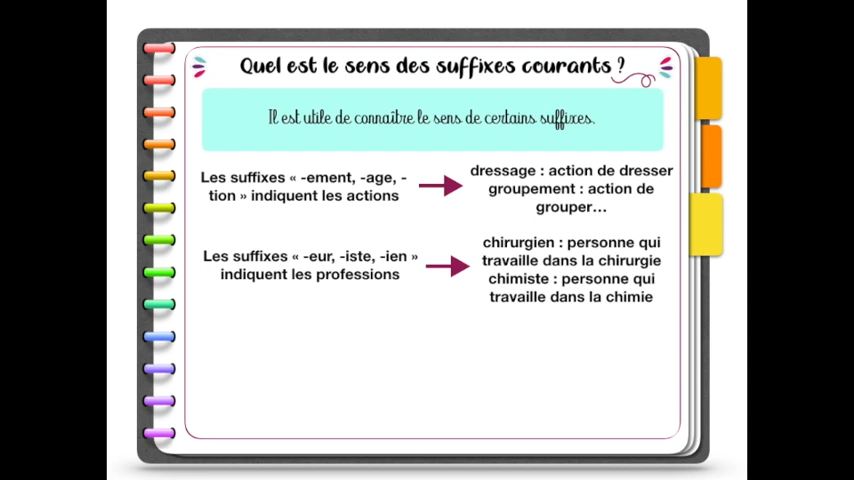 Quel est le sens des suffixes courants ?
Il est utile de connaître le sens de certains suffixes.
Les suffixes « -ement, -age, -
tion » indiquent les actions
dressage : action de dresser
groupement : action de
grouper…
Les suffixes « -eur, -iste, -ien »
indiquent les professions
chirurgien : personne qui
travaille dans la chirurgie
chimiste : personne qui
travaille dans la chimie